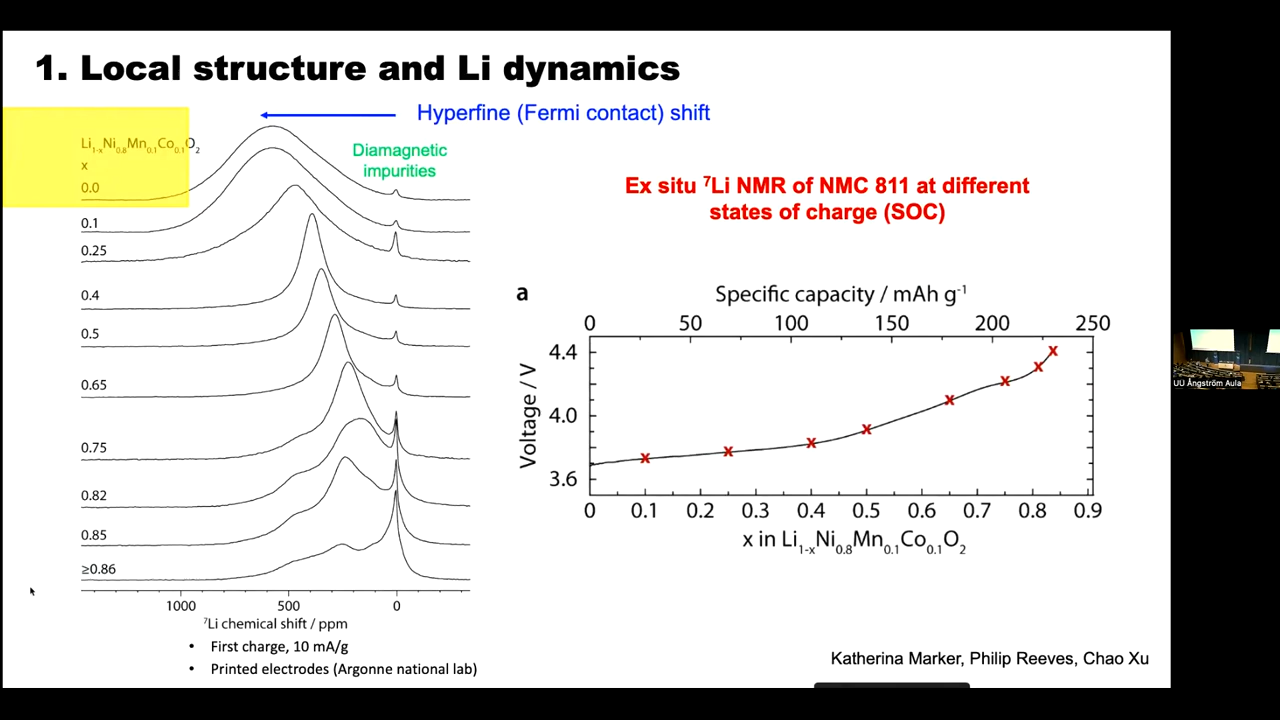 1. Local structure and Li dynamics
Hyperfine (Fermi contact) shift
Li1-xNi0.8Mn0.1Co0.1O2
x
0.0
0.1
0.25
0.4
0.5
0.65
0.75
0.82
0.85
≥0.86
Diamagnetic
impurities
1000 500 0
7Li chemical shift / ppm
• First charge, 10 mA/g
• Printed electrodes (Argonne national lab)
Ex situ 7Li NMR of NMC 811 at different
states of charge (SOC)
a
Specific capacity / mAh g-1
0 50 100 150 200 250
Voltage / V
4.4
4.0
3.6
0 0.1 0.2 0.3 0.4 0.5 0.6 0.7 0.8 0.9
x in Li1-xNi0.8Mn0.1Co0.1O2
Katherina Marker, Philip Reeves, Chao Xu
UU Ångström Aula